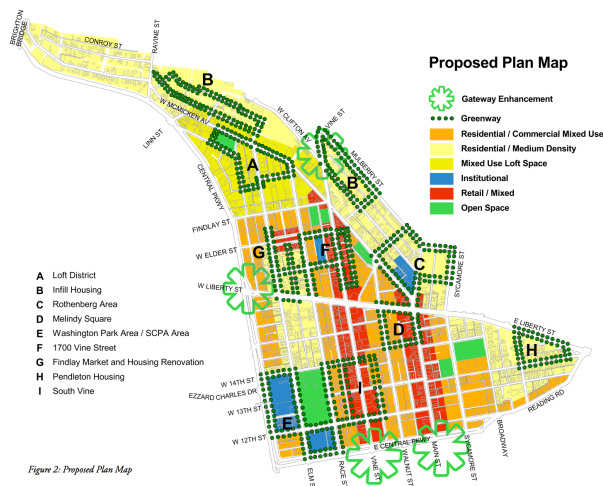 Proposed Plan Map
Gateway Enhancement
Greenway
Residential / Commercial Mixed Use
Residential / Medium Density
Mixed Use Loft Space
Institutional
Retail / Mixed
Open Space
BRIGHTON
BRIDGE
CONROY ST
RAVINE ST
B
W MCMICKEN AV
W CLIFTON AV
VINE ST
LINN ST
A
B
MULBERRY ST
CENTRAL PKWY
FINDLAY ST
W ELDER ST
G
F
C
SYCAMORE ST
W LIBERTY ST
D
E LIBERTY ST
H
A Loft District
B Infill Housing
C Rothenberg Area
D Melindy Square
E Washington Park Area / SCPA Area
F 1700 Vine Street
G Findlay Market and Housing Renovation
H Pendleton Housing
I South Vine
W 14TH ST
EZZARD CHARLES DR
W 13TH ST
W 12TH ST
E
I
READING RD
BROADWAY
E CENTRAL PKWY
ELM S
RACE ST
VINE ST
WALNUT ST
MAIN ST
SYCAMORE ST
Figure 2: Proposed Plan Map